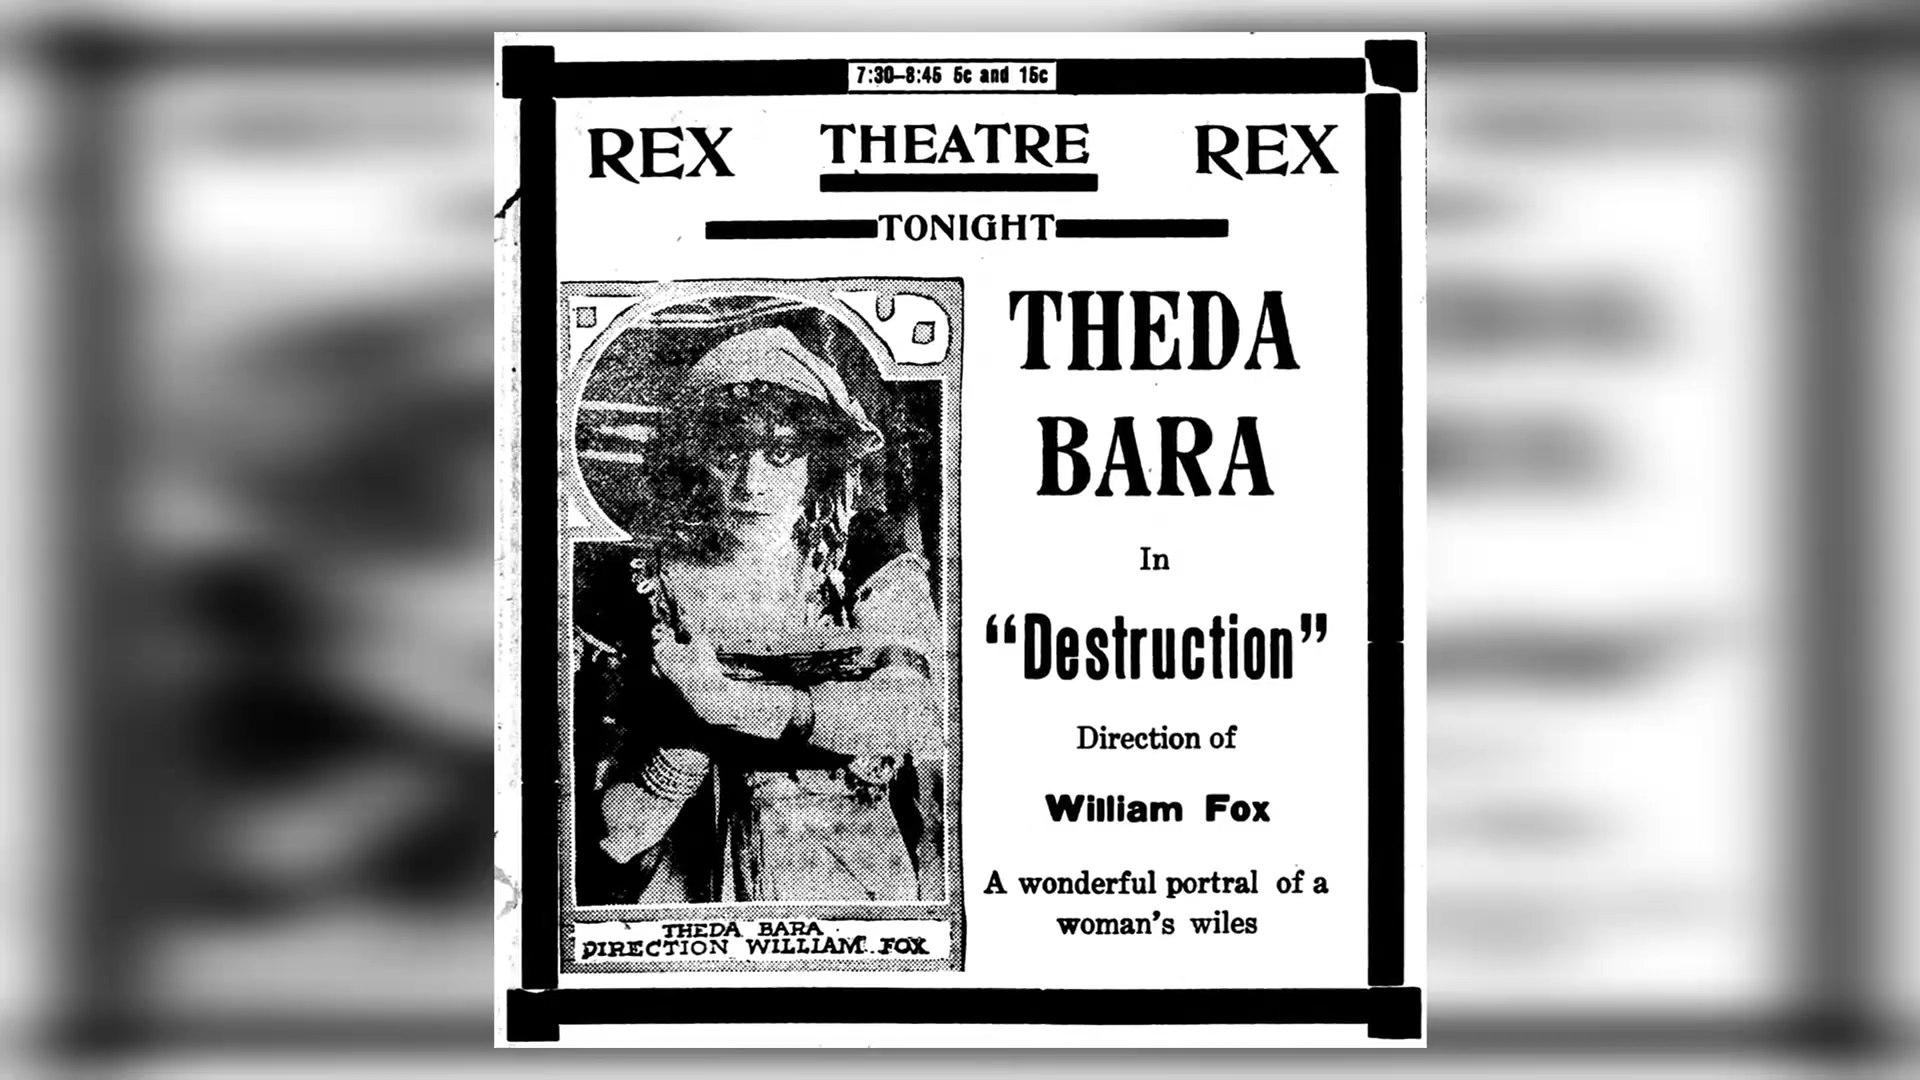 7:30–8:45 5c and 15c
REX THEATRE REX
TONIGHT
THEDA
BARA
In
“Destruction”
Direction of
William Fox
A wonderful portral of a
woman's wiles
THEDA BARA
DIRECTION WILLIAM FOX